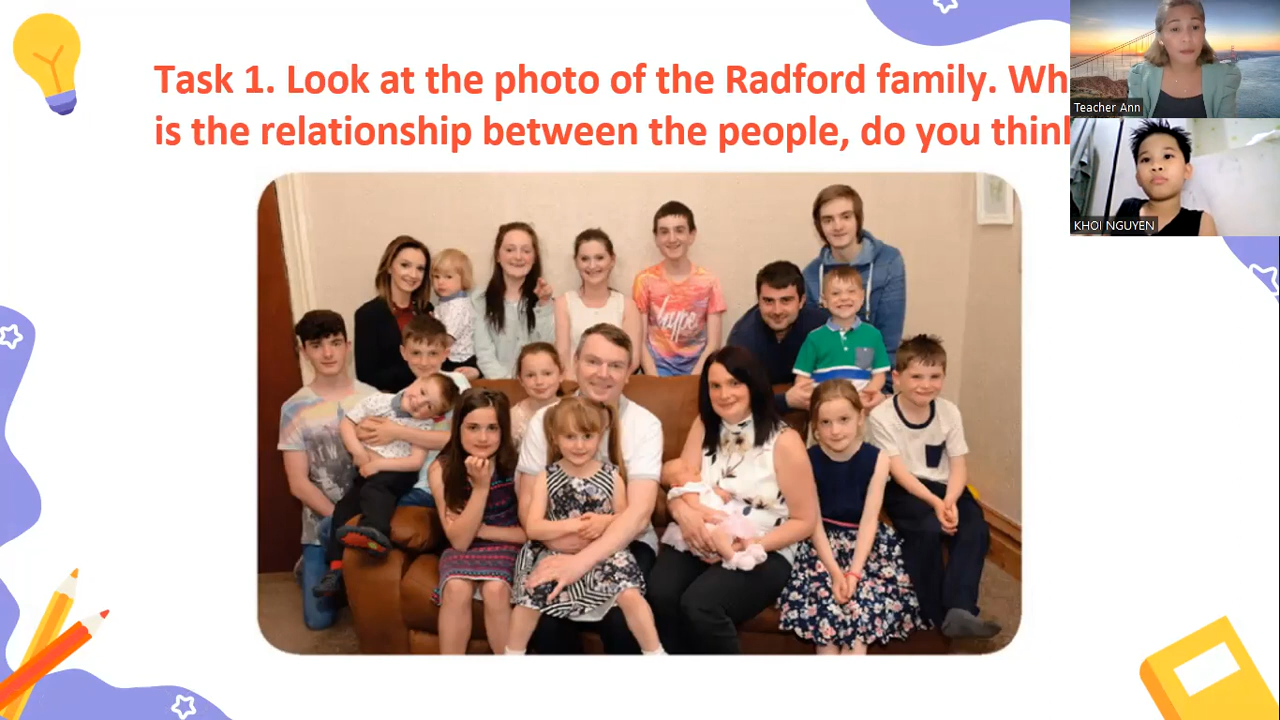 Task 1. Look at the photo of the Radford family. Wh
is the relationship between the people, do you think
Teacher Ann
KHOI NGUYEN
hype